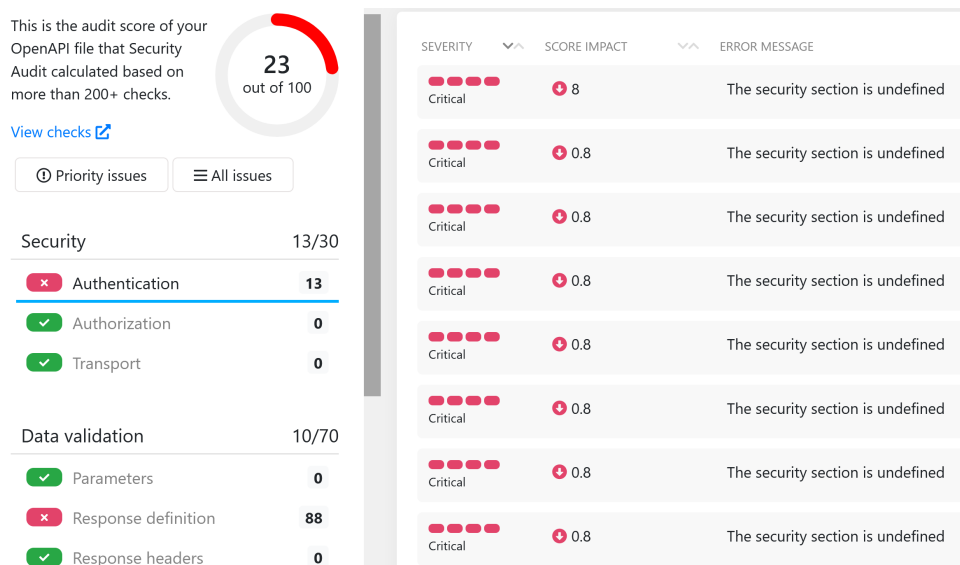 This is the audit score of your
OpenAPI file that Security
Audit calculated based on
more than 200+ checks.
View checks
23
out of 100
Priority issues
All issues
Security 13/30
Authentication 13
Authorization 0
Transport 0
Data validation 10/70
Parameters 0
Response definition 88
Response headers 0
SEVERITY SCORE IMPACT ERROR MESSAGE
Critical 8 The security section is undefined
Critical 0.8 The security section is undefined
Critical 0.8 The security section is undefined
Critical 0.8 The security section is undefined
Critical 0.8 The security section is undefined
Critical 0.8 The security section is undefined
Critical 0.8 The security section is undefined
Critical 0.8 The security section is undefined